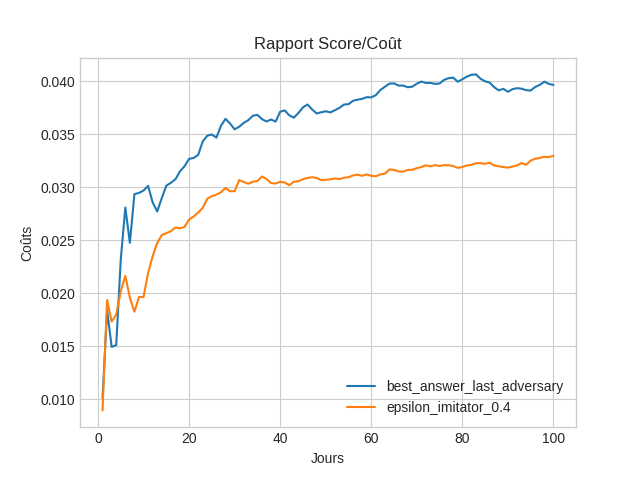 Rapport Score/Coût
0.040
0.035
0.030
0.025
0.020
0.015
0.010
Coûts
best_answer_last_adversary
epsilon_imitator_0.4
0 20 40 60 80 100
Jours